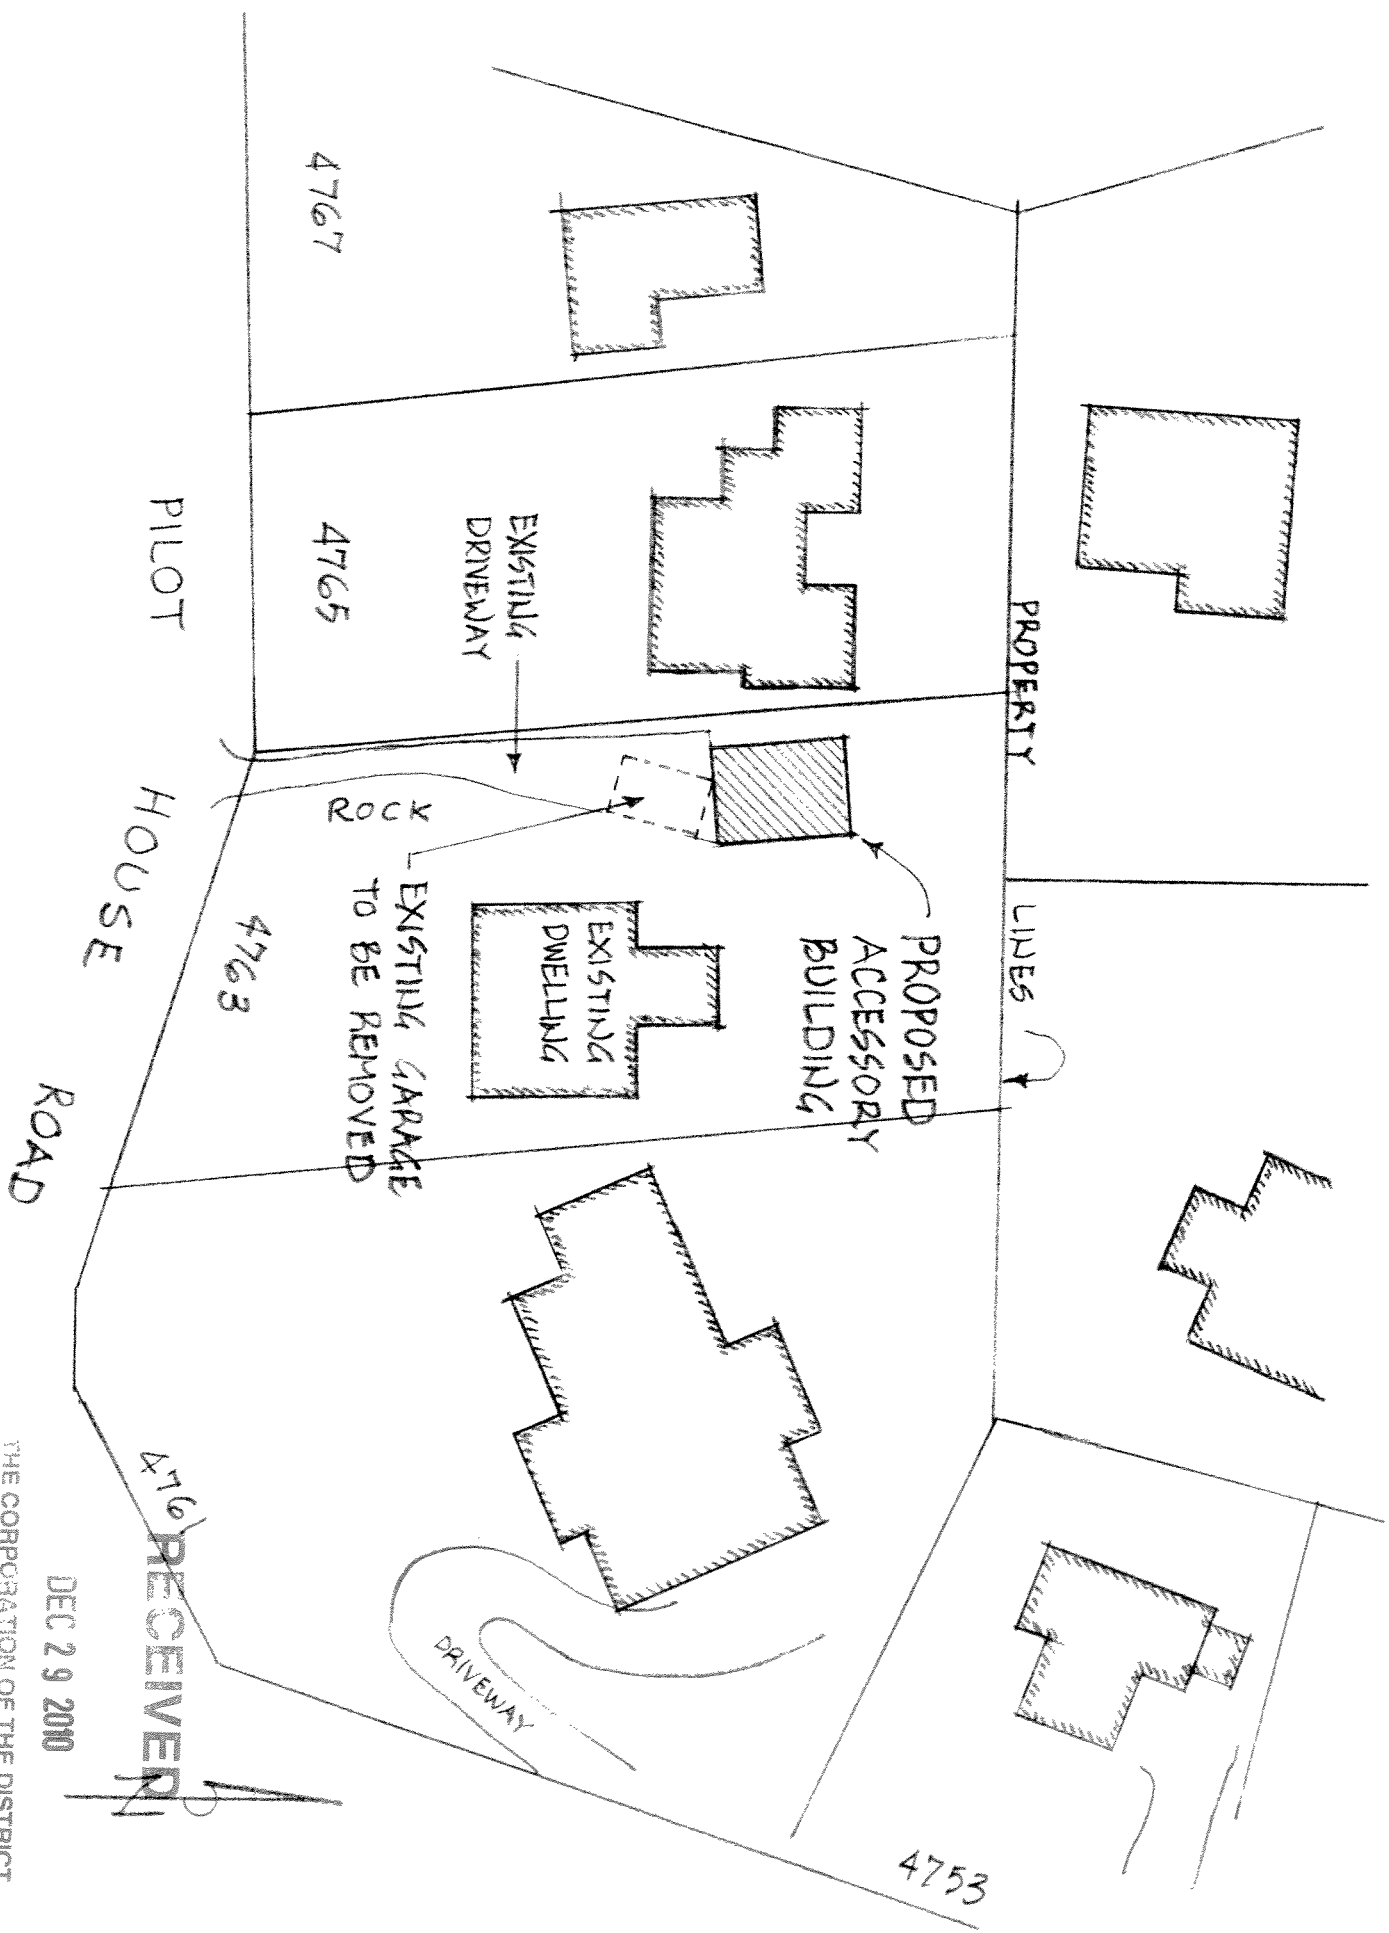 4767
4765
EXISTING
DRIVEWAY
PROPERTY
LINES
PILOT
HOUSE
ROAD
ROCK
4763
EXISTING GARAGE
TO BE REMOVED
EXISTING
DWELLING
PROPOSED
ACCESSORY
BUILDING
4761
DRIVEWAY
4753
RECEIVED
DEC 29 2010
THE CORPORATION OF THE DISTRICT
N